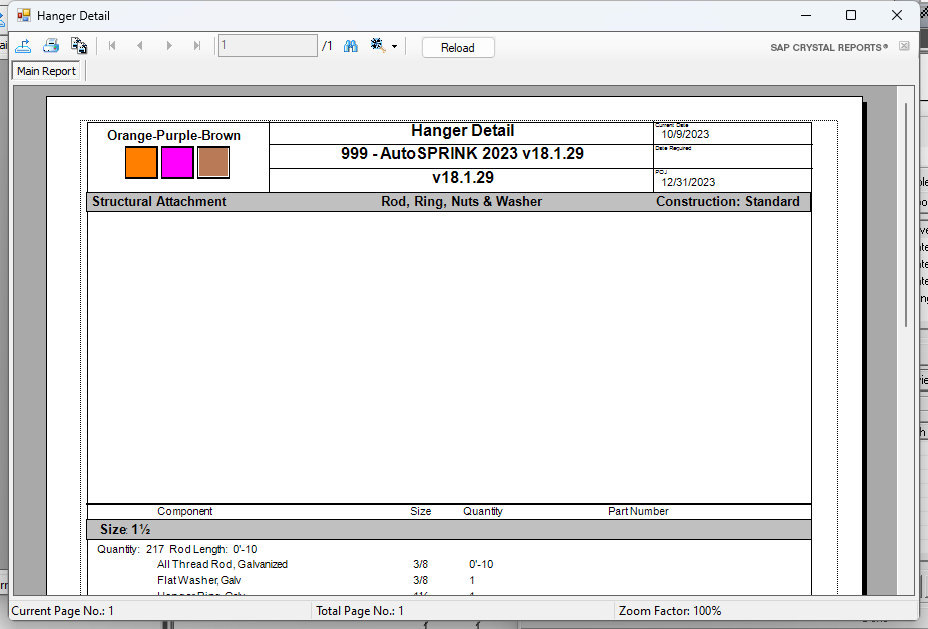 Hanger Detail
1 /1 Reload SAP CRYSTAL REPORTS®
Main Report
Orange-Purple-Brown
Hanger Detail
999 - AutoSPRINK 2023 v18.1.29
v18.1.29
Current Date
10/9/2023
Date Required
POJ
12/31/2023
Structural Attachment Rod, Ring, Nuts & Washer Construction: Standard
Component Size Quantity Part Number
Size: 1½
Quantity: 217 Rod Length: 0'-10
All Thread Rod, Galvanized 3/8 0'-10
Flat Washer, Galv 3/8 1
Current Page No.: 1 Total Page No.: 1 Zoom Factor: 100%